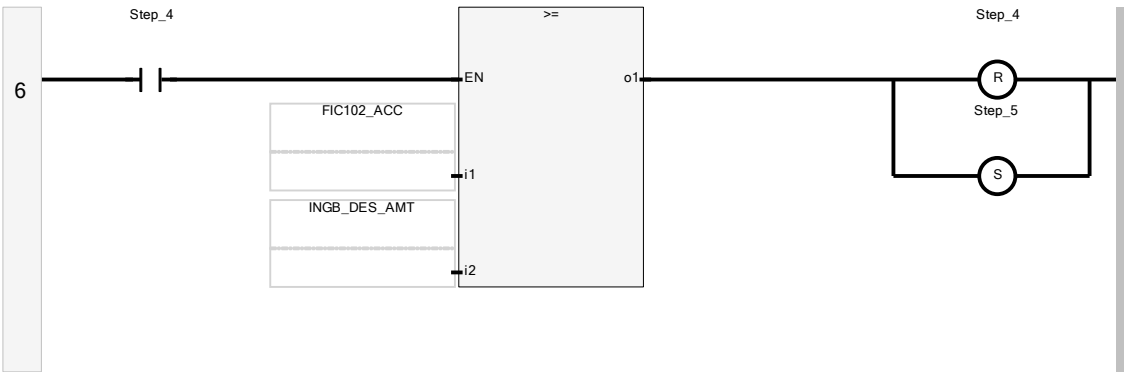 Step_4
>=
Step_4
6
EN
o1
R
FIC102_ACC
Step_5
i1
S
INGB_DES_AMT
i2